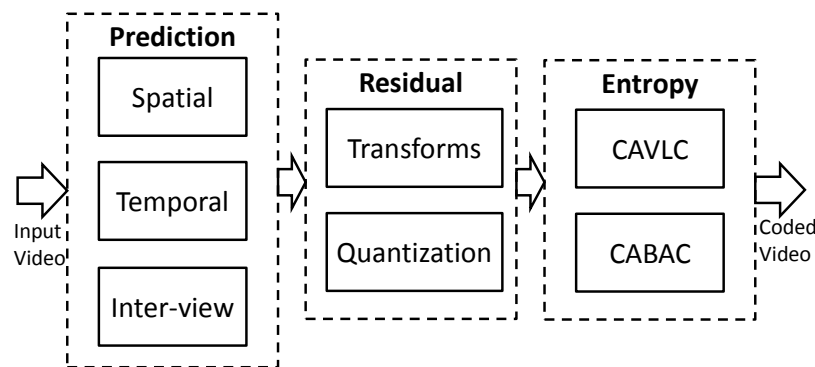 Prediction
Spatial
Temporal
Inter-view
Input
Video
Residual
Transforms
Quantization
Entropy
CAVLC
CABAC
Coded
Video